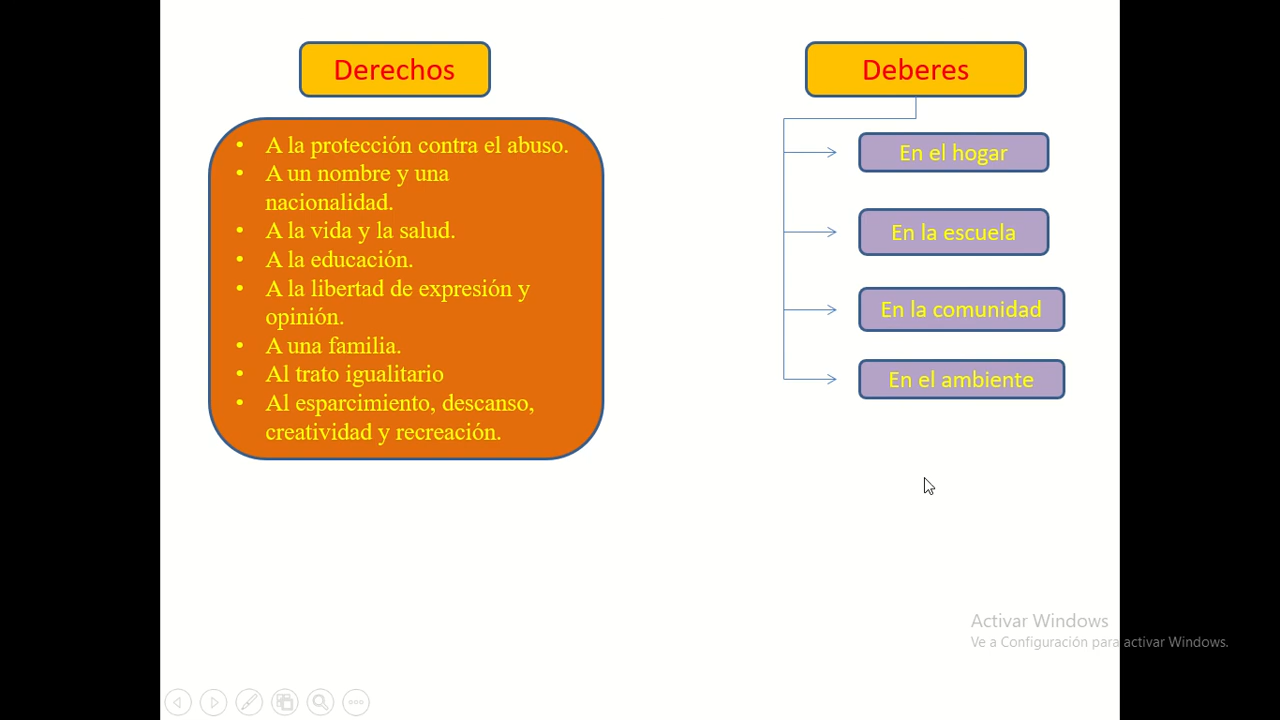 Derechos
• A la protección contra el abuso.
• A un nombre y una
nacionalidad.
• A la vida y la salud.
• A la educación.
• A la libertad de expresión y
opinión.
• A una familia.
• Al trato igualitario
• Al esparcimiento, descanso,
creatividad y recreación.
Deberes
En el hogar
En la escuela
En la comunidad
En el ambiente
Activar Windows
Ve a Configuración para activar Windows.